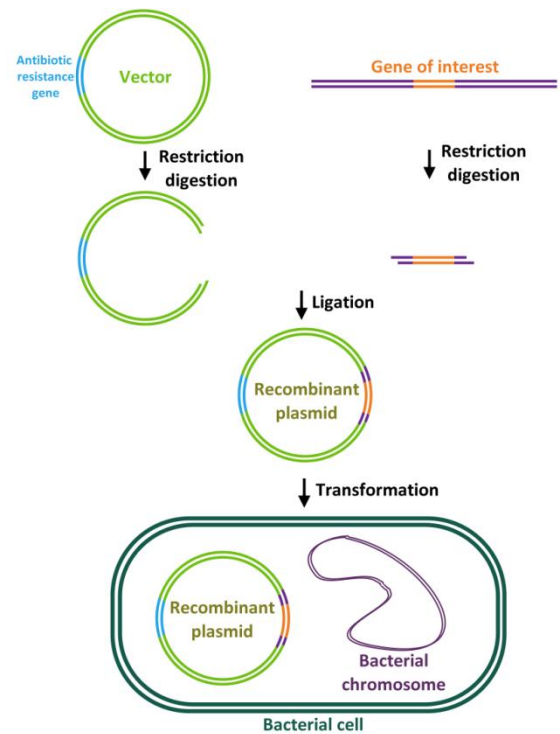 Antibiotic
resistance
gene
Vector
Gene of interest
Restriction
digestion
Restriction
digestion
Ligation
Recombinant
plasmid
Transformation
Recombinant
plasmid
Bacterial
chromosome
Bacterial cell